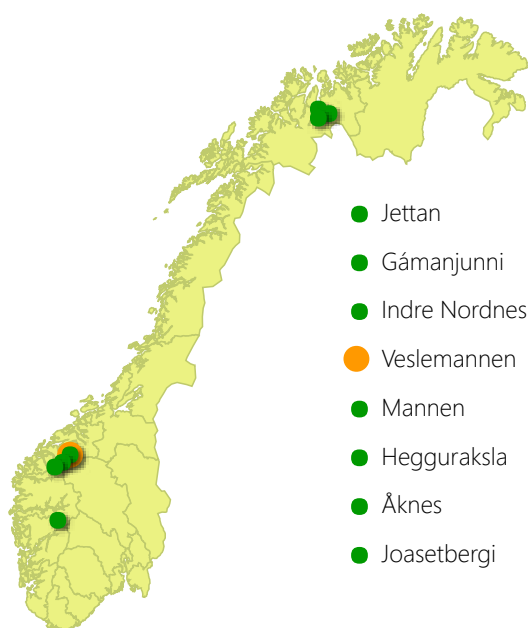 Jettan
Gámanjunni
Indre Nordnes
Veslemannen
Mannen
Hegguraksla
Åknes
Joasetbergi